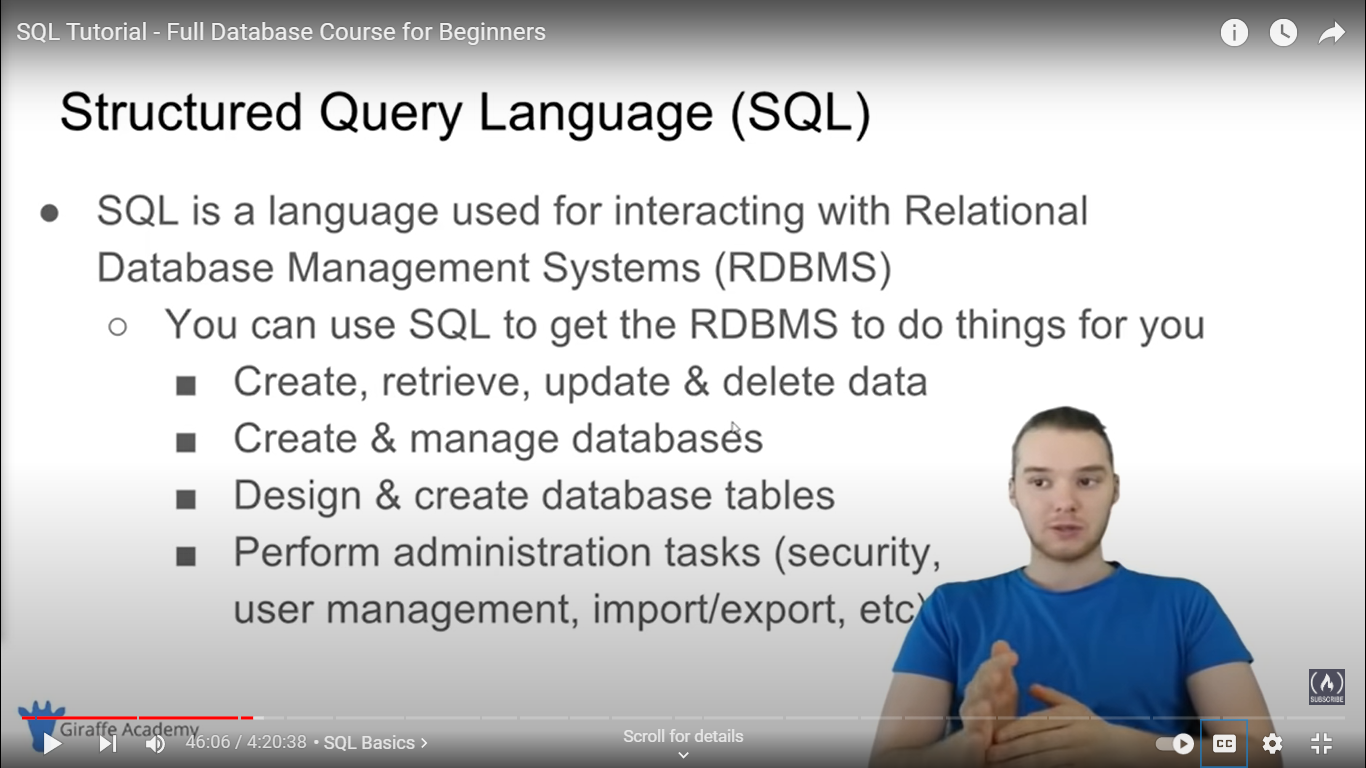 SQL Tutorial - Full Database Course for Beginners
Structured Query Language (SQL)
● SQL is a language used for interacting with Relational
Database Management Systems (RDBMS)
○ You can use SQL to get the RDBMS to do things for you
■ Create, retrieve, update & delete data
■ Create & manage databases
■ Design & create database tables
■ Perform administration tasks (security,
user management, import/export, etc)
SUBSCRIBE
Giraffe Academy
46:06 / 4:20:38 • SQL Basics >
Scroll for details
CC